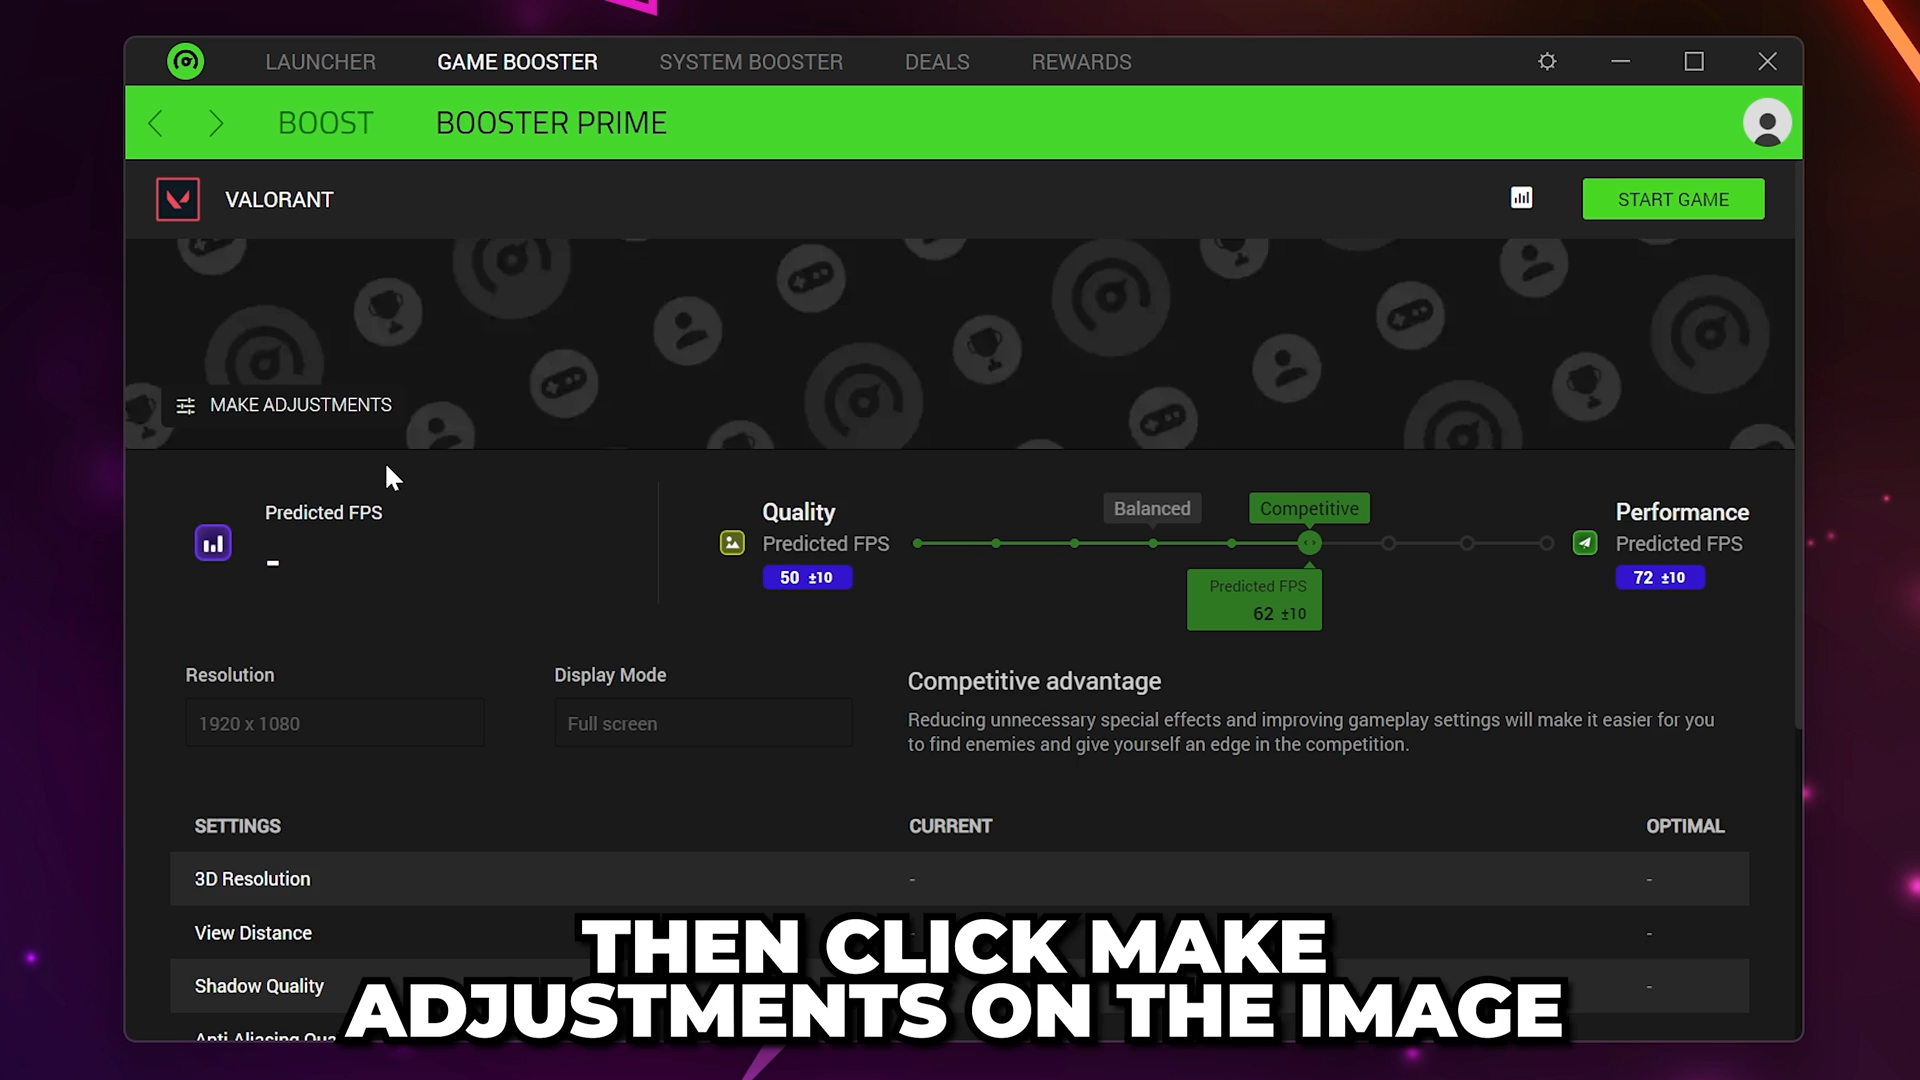 LAUNCHER GAME BOOSTER SYSTEM BOOSTER DEALS REWARDS
BOOST BOOSTER PRIME
VALORANT START GAME
MAKE ADJUSTMENTS
Predicted FPS
-
Quality
Predicted FPS
50 ±10
Balanced
Competitive
Predicted FPS
62 ±10
Performance
Predicted FPS
72 ±10
Resolution
1920 x 1080
Display Mode
Full screen
Competitive advantage
Reducing unnecessary special effects and improving gameplay settings will make it easier for you
to find enemies and give yourself an edge in the competition.
SETTINGS CURRENT OPTIMAL
3D Resolution - -
View Distance - -
Shadow Quality -
Anti Aliasing
THEN CLICK MAKE
ADJUSTMENTS ON THE IMAGE